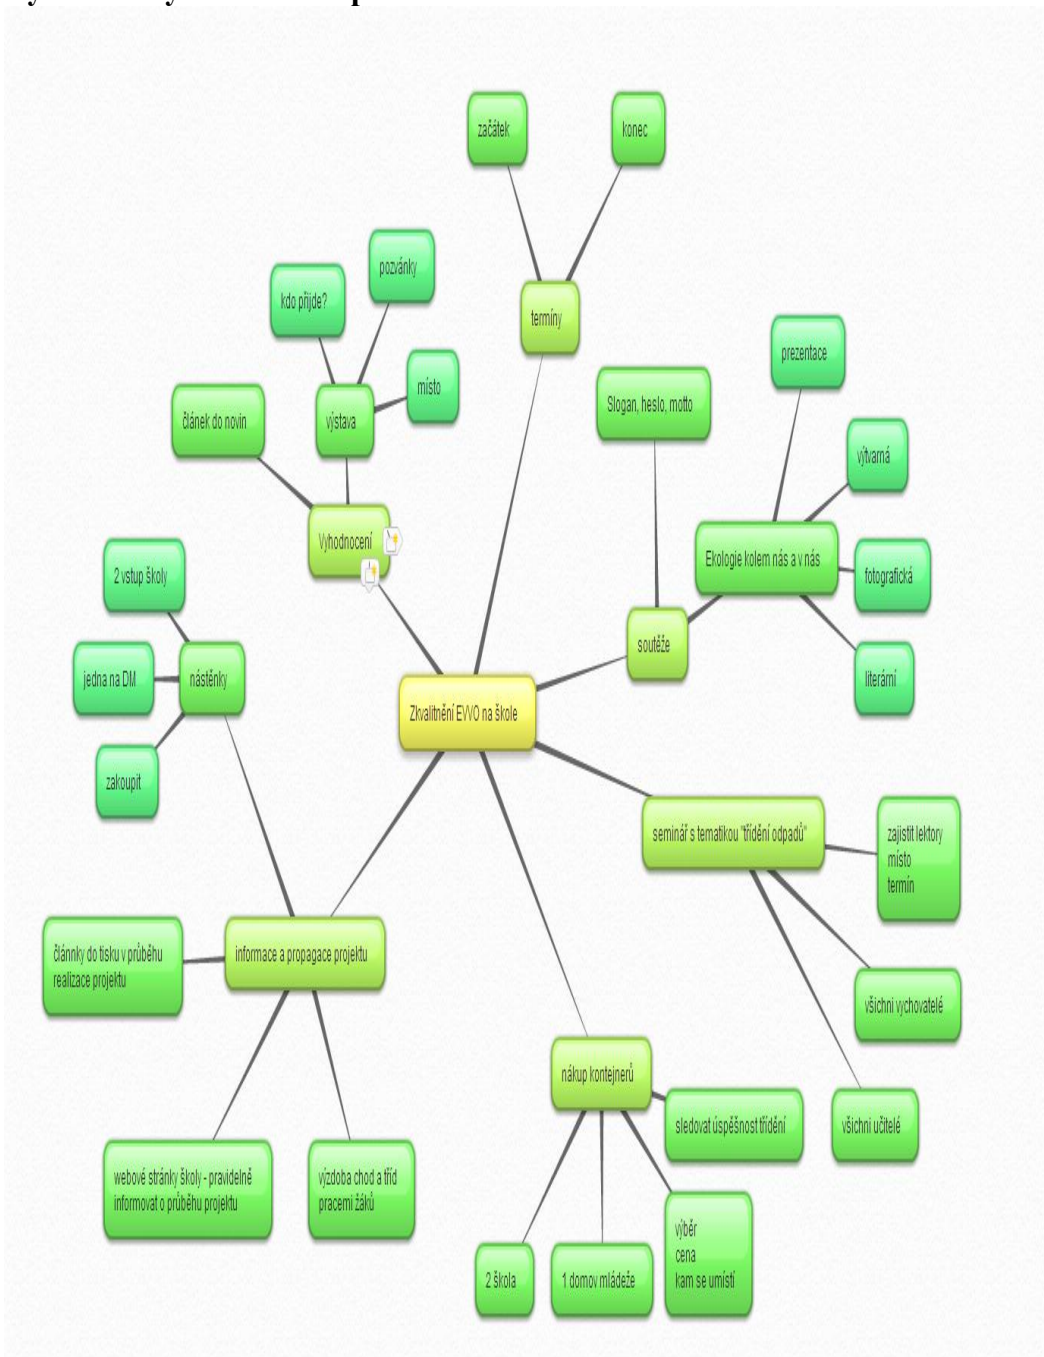 začátek
konec
pozvánky
kdo přijde?
termíny
místo
prezentace
Slogan, heslo, motto
článek do novin
výstava
výtvarná
Vyhodnocení
Ekologie kolem nás a v nás
fotografická
2 vstup školy
soutěže
jedna na DM
nástěnky
literární
Zkvalitnění EVVO na škole
zakoupit
seminář s tematikou "třídění odpadů"
zajistit lektory
místo
termín
článnky do tisku v průběhu
realizace projektu
informace a propagace projektu
všichni vychovatelé
nákup kontejnerů
sledovat úspěšnost třídění
všichni učitelé
webové stránky školy - pravidelně
informovat o průběhu projektu
výzdoba chod a tříd
pracemi žáků
2 škola
1 domov mládeže
výběr
cena
kam se umístí